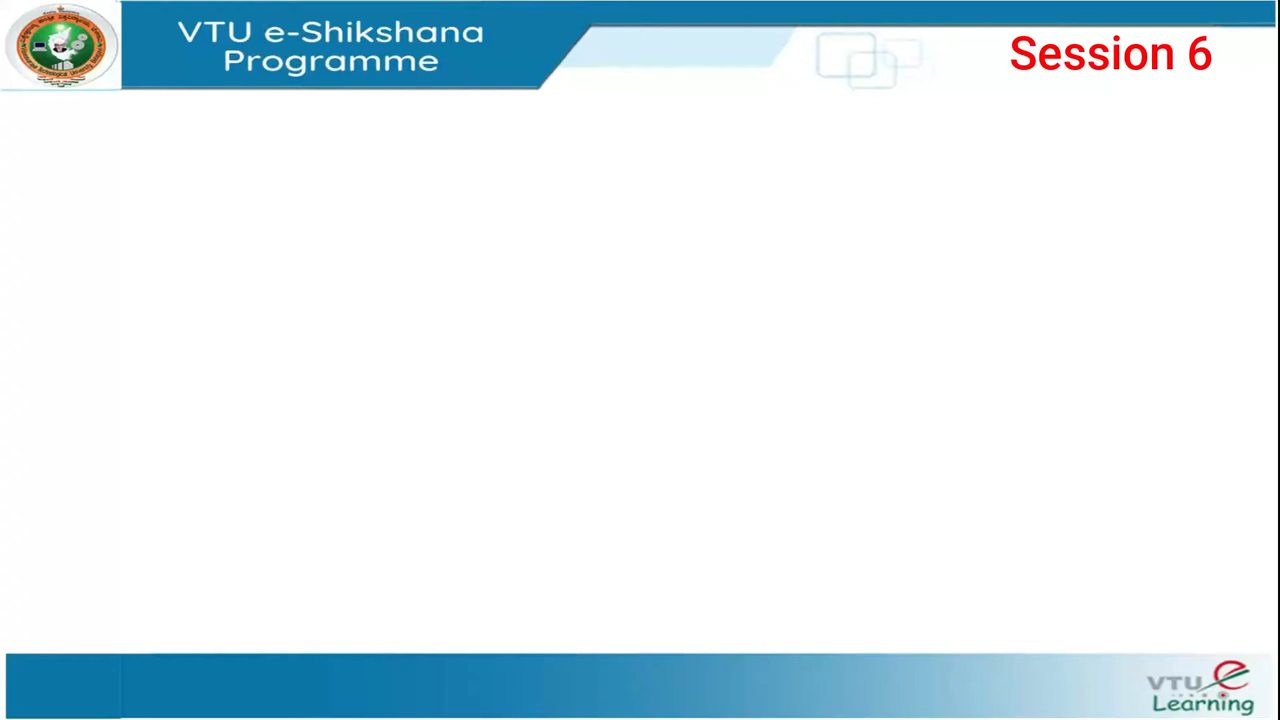 VTU e-Shikshana
Programme
Session 6
VTU e
Learning